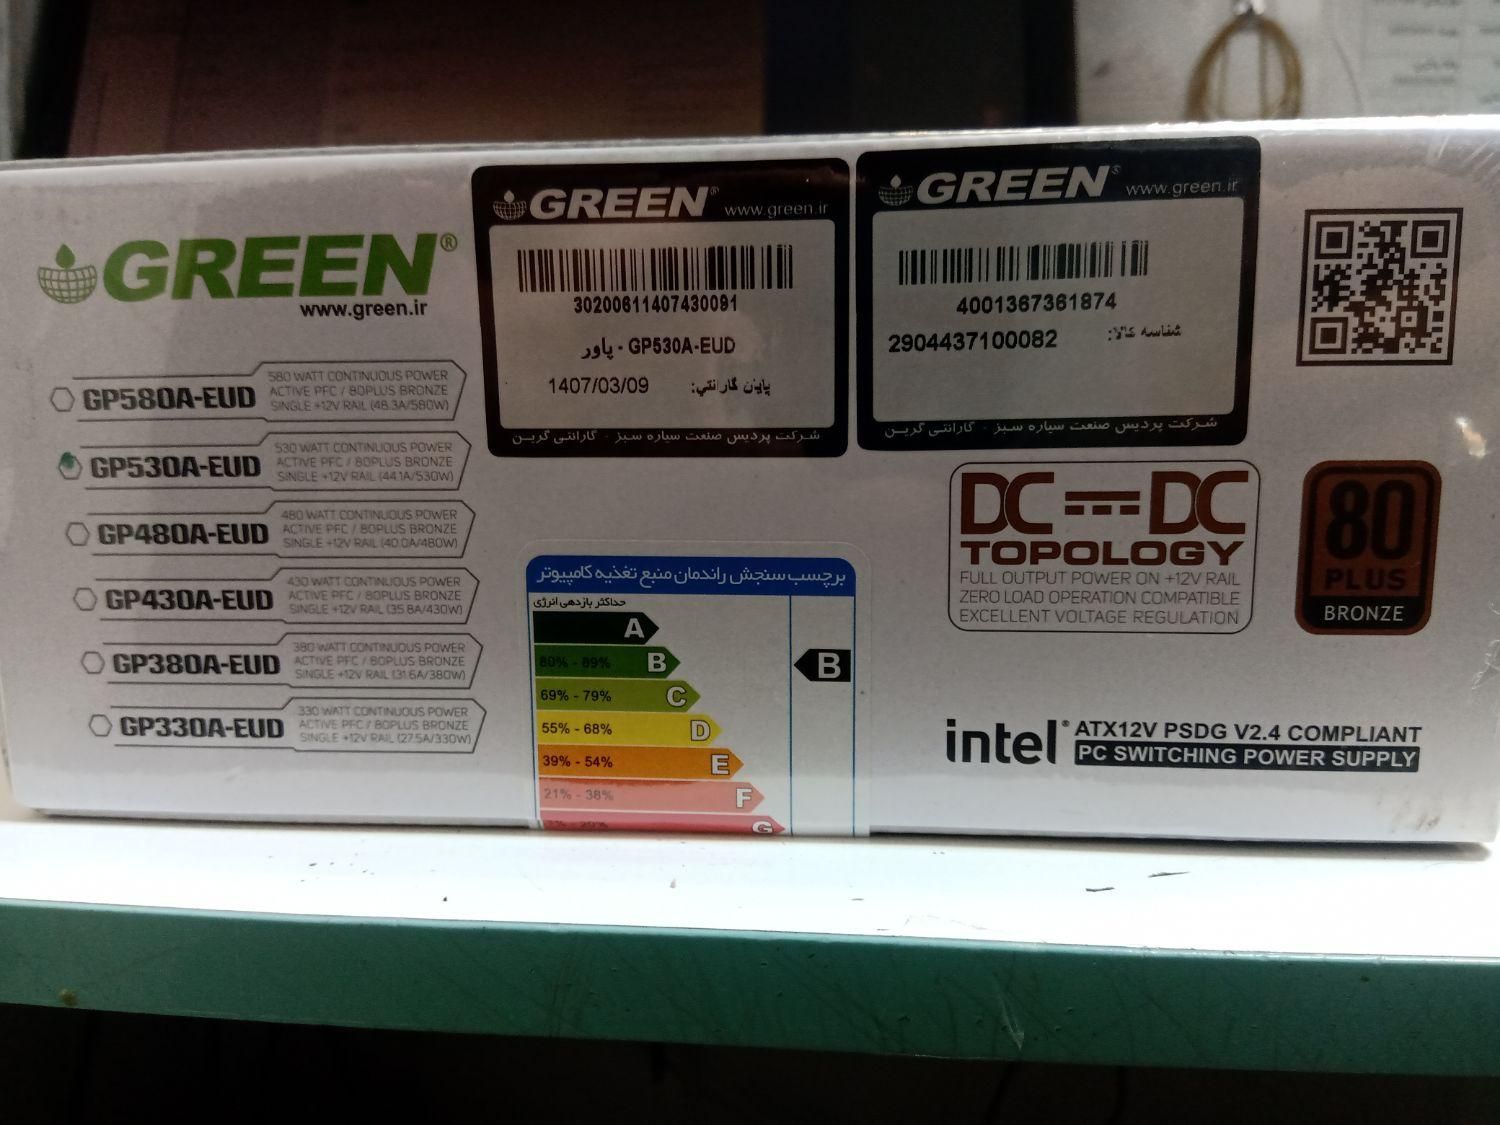 GREEN®
www.green.ir
GP580A-EUD
580 WATT CONTINUOUS POWER
ACTIVE PFC / 80PLUS BRONZE
SINGLE +12V RAIL (48.3A/580W)
GP530A-EUD
530 WATT CONTINUOUS POWER
ACTIVE PFC / 80PLUS BRONZE
SINGLE +12V RAIL (44.1A/530W)
GP480A-EUD
480 WATT CONTINUOUS POWER
ACTIVE PFC / 80PLUS BRONZE
SINGLE +12V RAIL (40.0A/480W)
GP430A-EUD
430 WATT CONTINUOUS POWER
ACTIVE PFC / 80PLUS BRONZE
SINGLE +12V RAIL (35.8A/430W)
GP380A-EUD
380 WATT CONTINUOUS POWER
ACTIVE PFC / 80PLUS BRONZE
SINGLE +12V RAIL (31.6A/380W)
GP330A-EUD
330 WATT CONTINUOUS POWER
ACTIVE PFC / 80PLUS BRONZE
SINGLE +12V RAIL (27.5A/330W)
GREEN® www.green.ir
30200611407430091
پاور - GP530A-EUD
پایان گارانتی: 1407/03/09
شرکت پردیس صنعت سیاره سبز - گارانتی گرین
GREEN® www.green.ir
4001367361874
شناسه کالا: 2904437100082
شرکت پردیس صنعت سیاره سبز - گارانتی گرین
برچسب سنجش راندمان منبع تغذیه کامپیوتر
حداکثر بازدهی انرژی
A
80% - 89% B
B
69% - 79% C
55% - 68% D
39% - 54% E
21% - 38% F
G
DC DC
TOPOLOGY
FULL OUTPUT POWER ON +12V RAIL
ZERO LOAD OPERATION COMPATIBLE
EXCELLENT VOLTAGE REGULATION
80
PLUS
BRONZE
intel® ATX12V PSDG V2.4 COMPLIANT
PC SWITCHING POWER SUPPLY